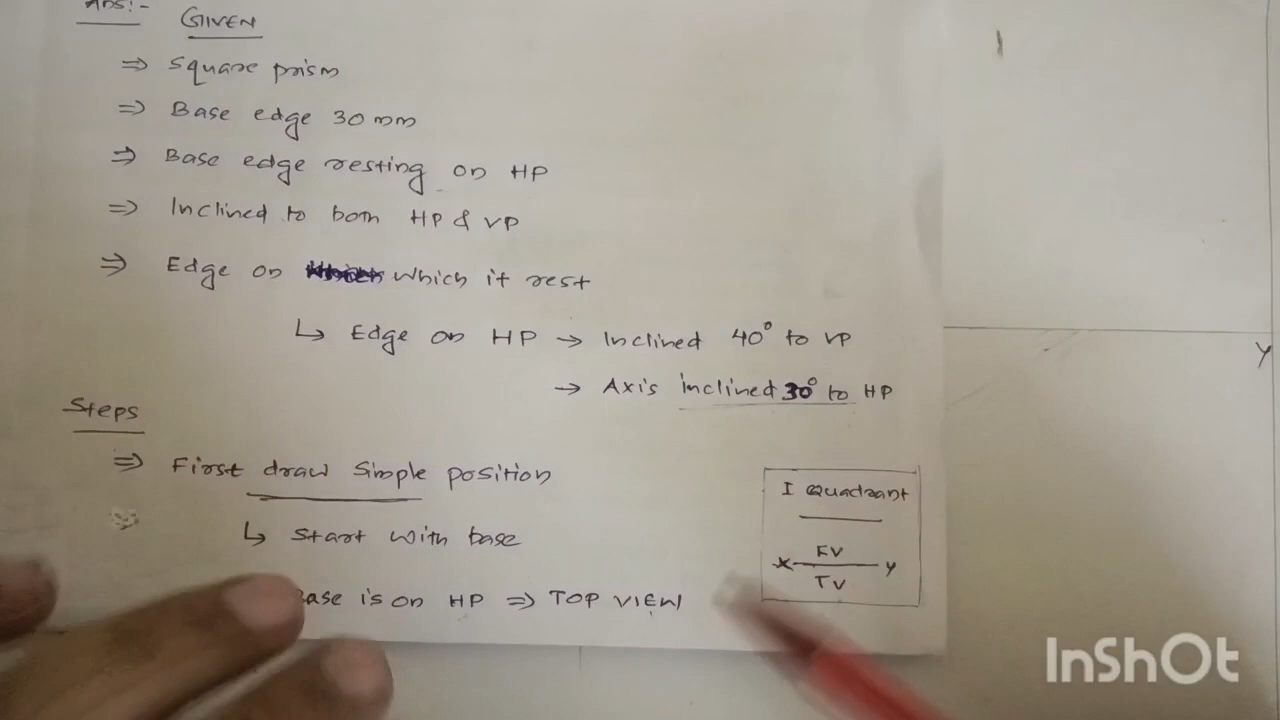 Ans:-
GIVEN
⇒ Square prism
⇒ Base edge 30 mm
⇒ Base edge resting on HP
⇒ Inclined to both HP & VP
⇒ Edge on which it rest
↳ Edge on HP → Inclined 40° to VP
→ Axis inclined 30° to HP
Steps
⇒ First draw Simple position
↳ Start with base
Base is on HP ⇒ TOP VIEW
I Quadrant
FV
X Y
TV
Y
InShOt